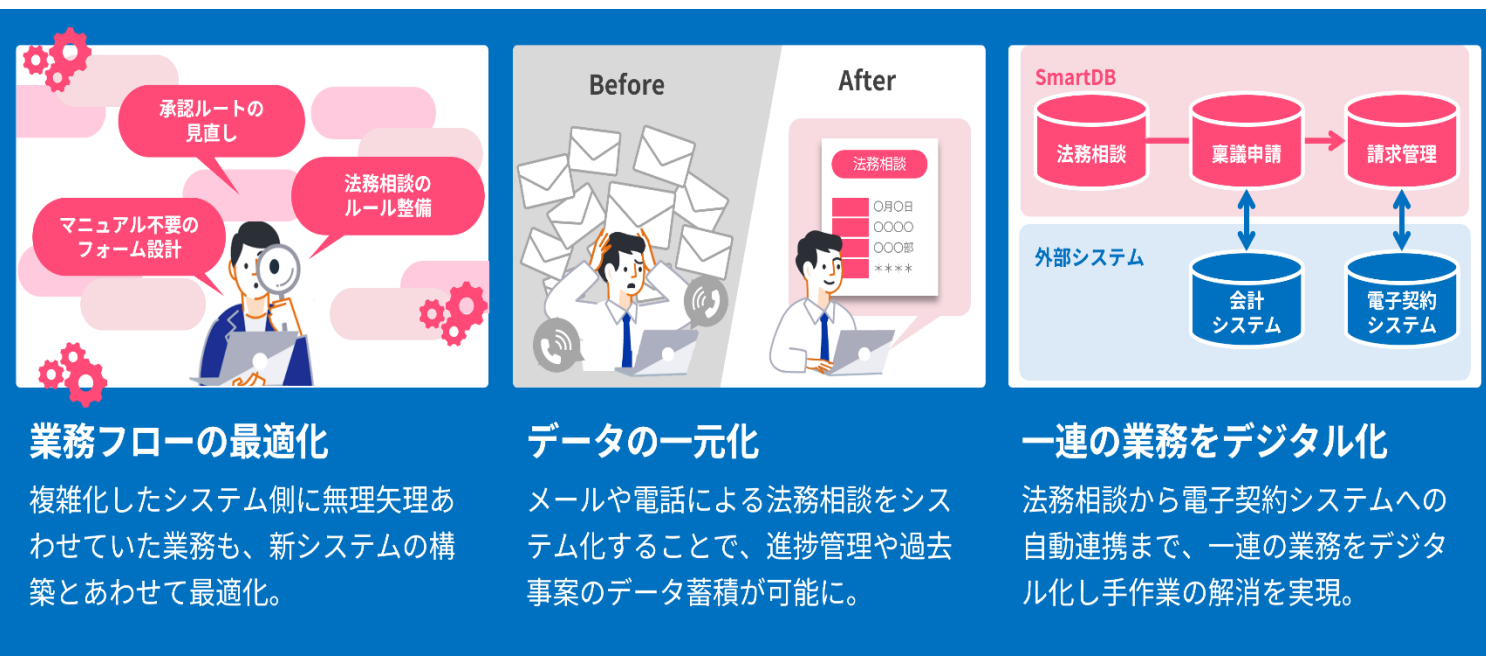 承認ルートの
見直し
法務相談の
ルール整備
マニュアル不要の
フォーム設計
業務フローの最適化
複雑化したシステム側に無理矢理あ
わせていた業務も、新システムの構
築とあわせて最適化。
Before
After
法務相談
〇月〇日
〇〇〇〇
〇〇〇部
＊＊＊＊
データの一元化
メールや電話による法務相談をシス
テム化することで、進捗管理や過去
事案のデータ蓄積が可能に。
SmartDB
法務相談
稟議申請
請求管理
外部システム
会計
システム
電子契約
システム
一連の業務をデジタル化
法務相談から電子契約システムへの
自動連携まで、一連の業務をデジタ
ル化し手作業の解消を実現。